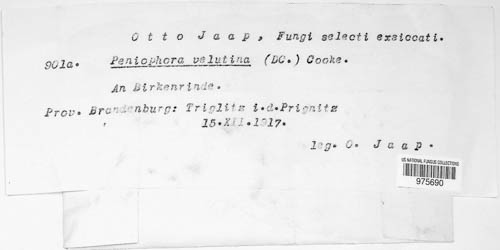 Otto Jaap, Fungi selecti exsiccati.
901a. Peniophora velutina (DC.) Cooke.
An Birkenrinde.
Prov. Brandenburg: Triglitz i.d.Prignitz
15.XII.1917.
leg. O. Jaap.
US NATIONAL FUNGUS COLLECTIONS
975690